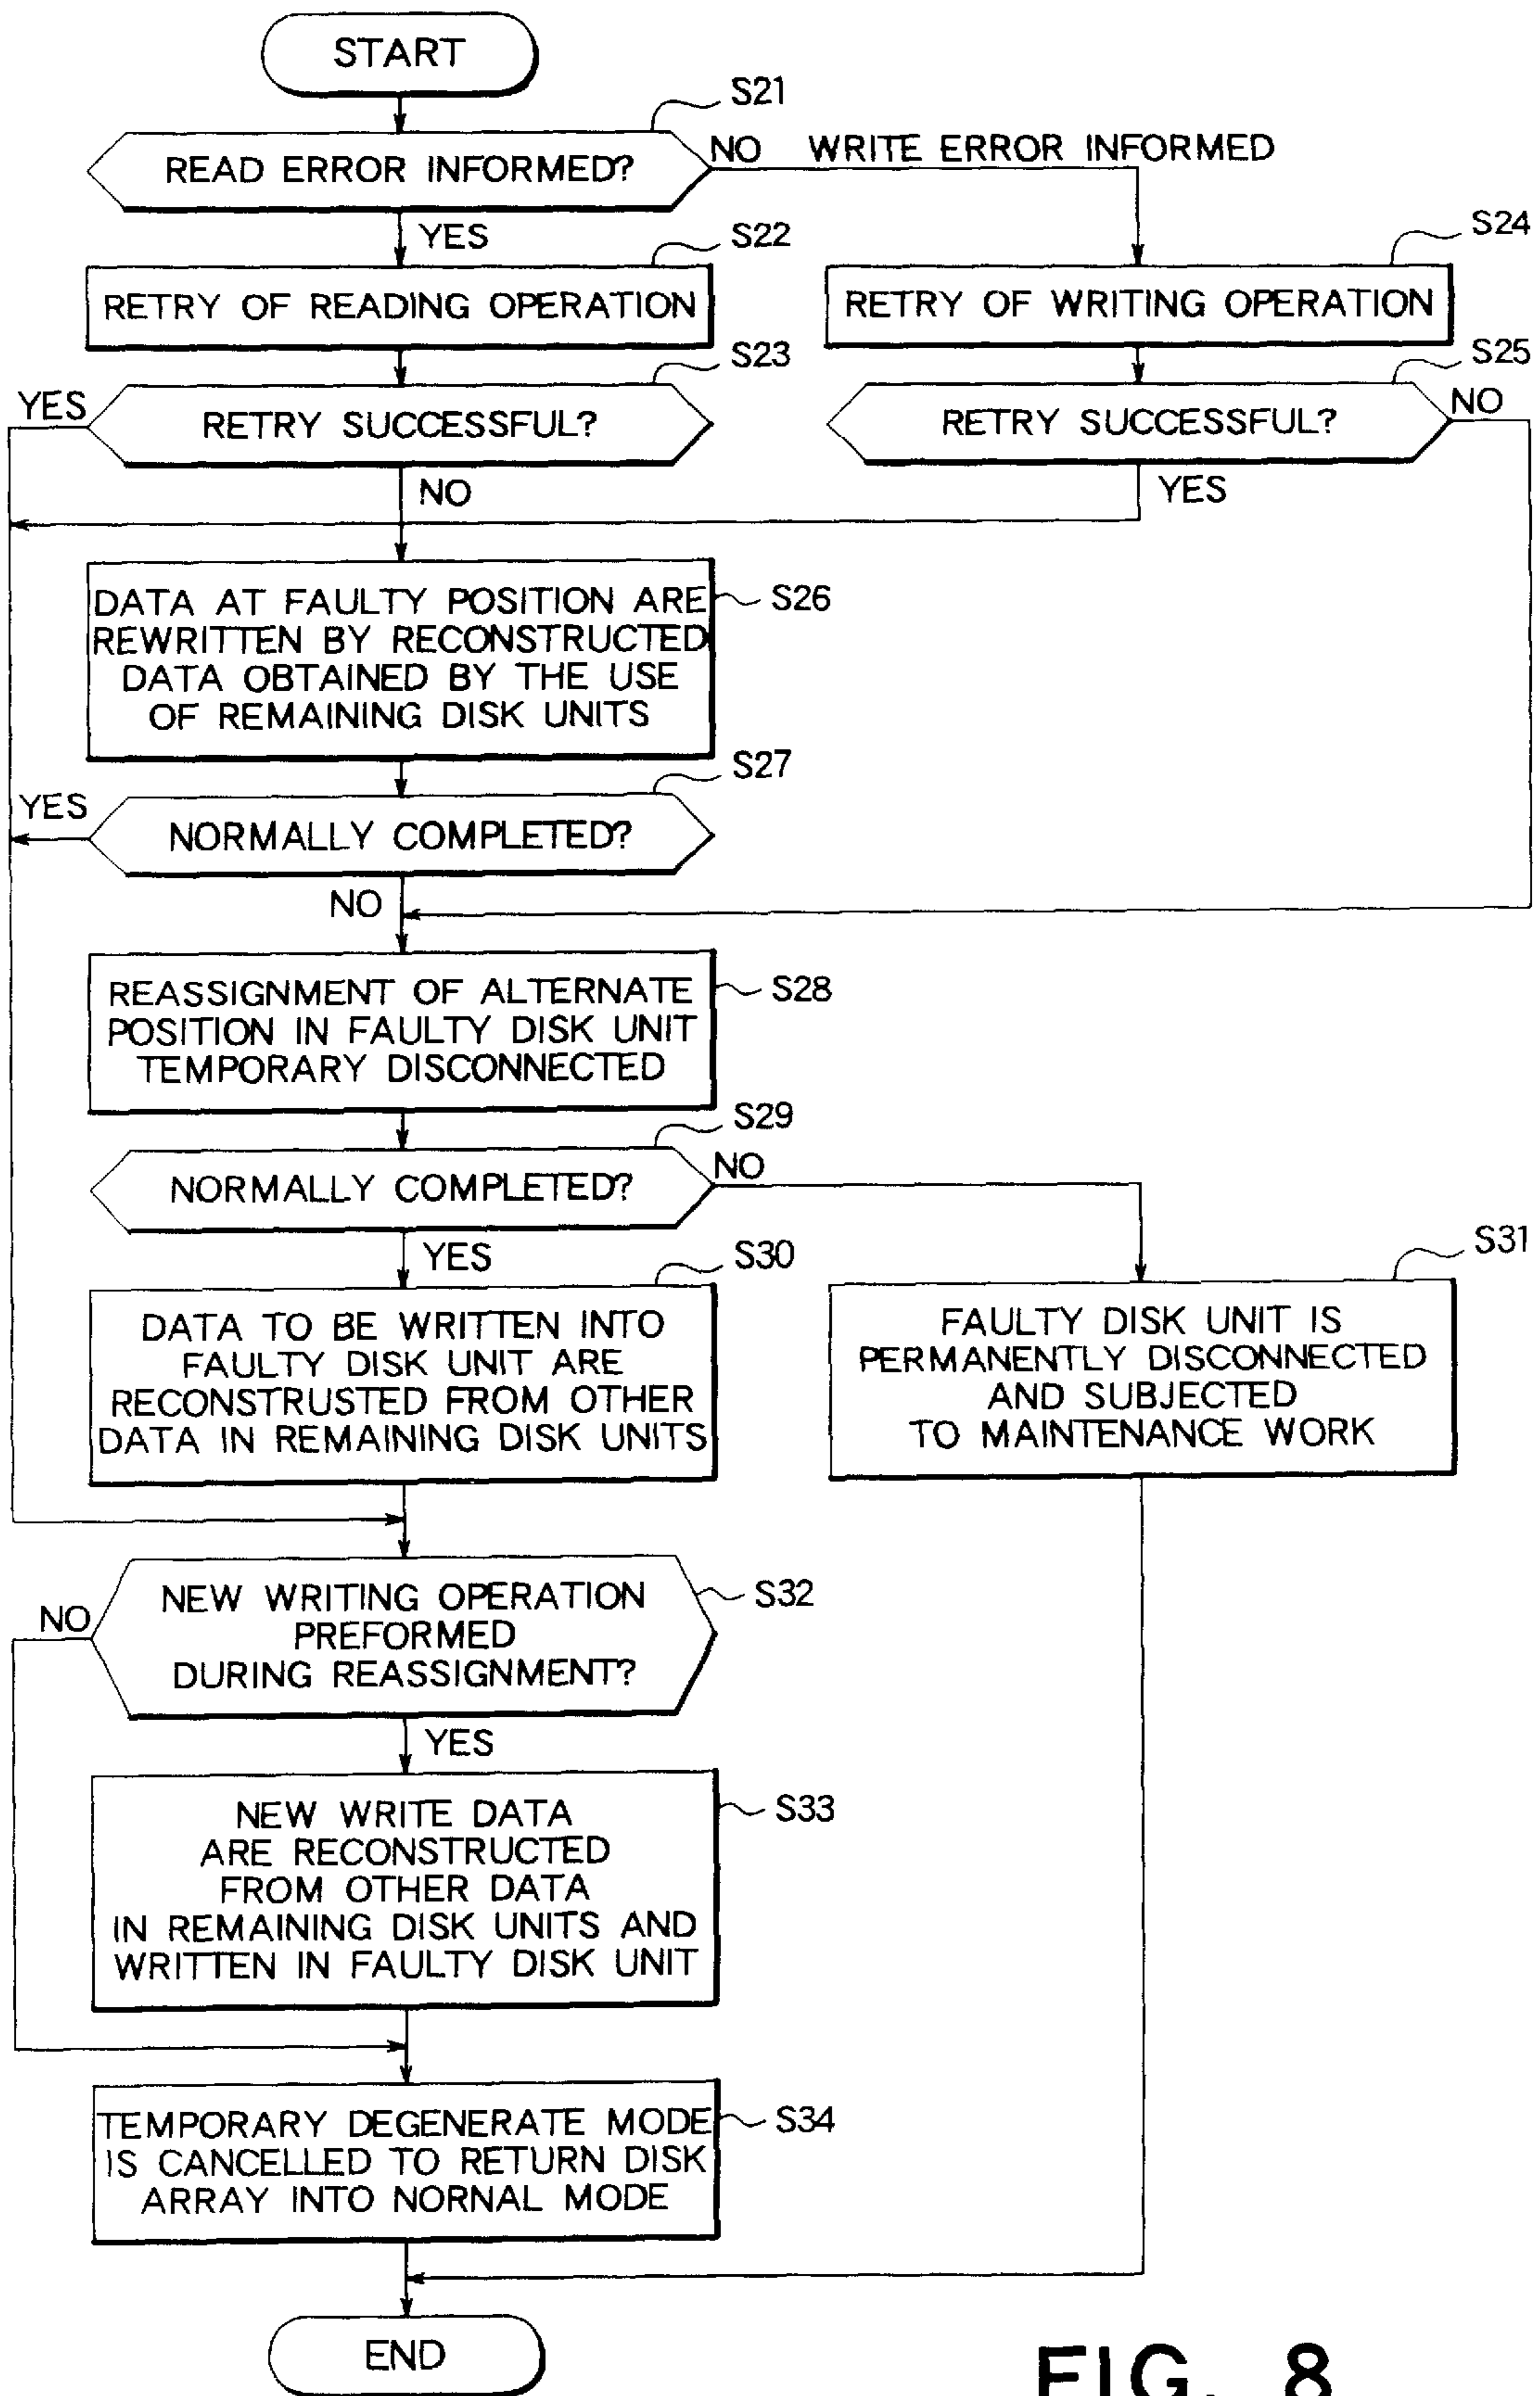 START
S21
READ ERROR INFORMED?
NO WRITE ERROR INFORMED
YES
S22
S24
RETRY OF READING OPERATION
RETRY OF WRITING OPERATION
S23
S25
YES
RETRY SUCCESSFUL?
RETRY SUCCESSFUL?
NO
NO
YES
DATA AT FAULTY POSITION ARE
REWRITTEN BY RECONSTRUCTED
DATA OBTAINED BY THE USE
OF REMAINING DISK UNITS
S26
S27
YES
NORMALLY COMPLETED?
NO
REASSIGNMENT OF ALTERNATE
POSITION IN FAULTY DISK UNIT
TEMPORARY DISCONNECTED
S28
S29
NORMALLY COMPLETED?
NO
YES
S30
S31
DATA TO BE WRITTEN INTO
FAULTY DISK UNIT ARE
RECONSTRUSTED FROM OTHER
DATA IN REMAINING DISK UNITS
FAULTY DISK UNIT IS
PERMANENTLY DISCONNECTED
AND SUBJECTED
TO MAINTENANCE WORK
NEW WRITING OPERATION
PREFORMED
DURING REASSIGNMENT?
S32
NO
YES
NEW WRITE DATA
ARE RECONSTRUCTED
FROM OTHER DATA
IN REMAINING DISK UNITS AND
WRITTEN IN FAULTY DISK UNIT
S33
TEMPORARY DEGENERATE MODE
IS CANCELLED TO RETURN DISK
ARRAY INTO NORNAL MODE
S34
END
FIG. 8